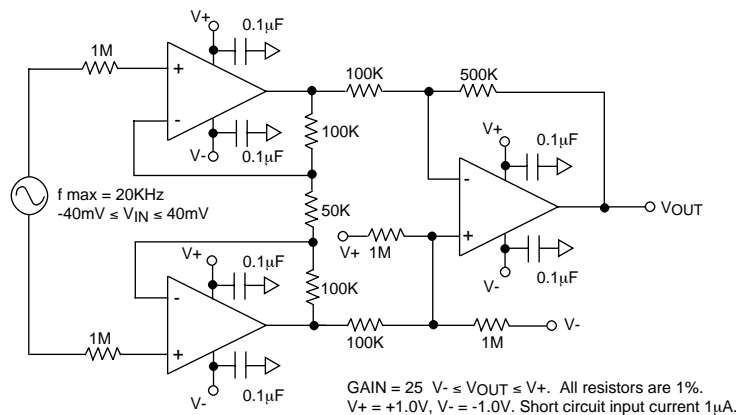 V+
0.1µF
1M
+
-
V-
0.1µF
100K
500K
100K
V+
0.1µF
-
+
V-
0.1µF
VOUT
f max = 20KHz
-40mV ≤ VIN ≤ 40mV
50K
V+
1M
V+
0.1µF
-
+
100K
1M
V-
0.1µF
100K
1M
V-
GAIN = 25 V- ≤ VOUT ≤ V+. All resistors are 1%.
V+ = +1.0V, V- = -1.0V. Short circuit input current 1µA.